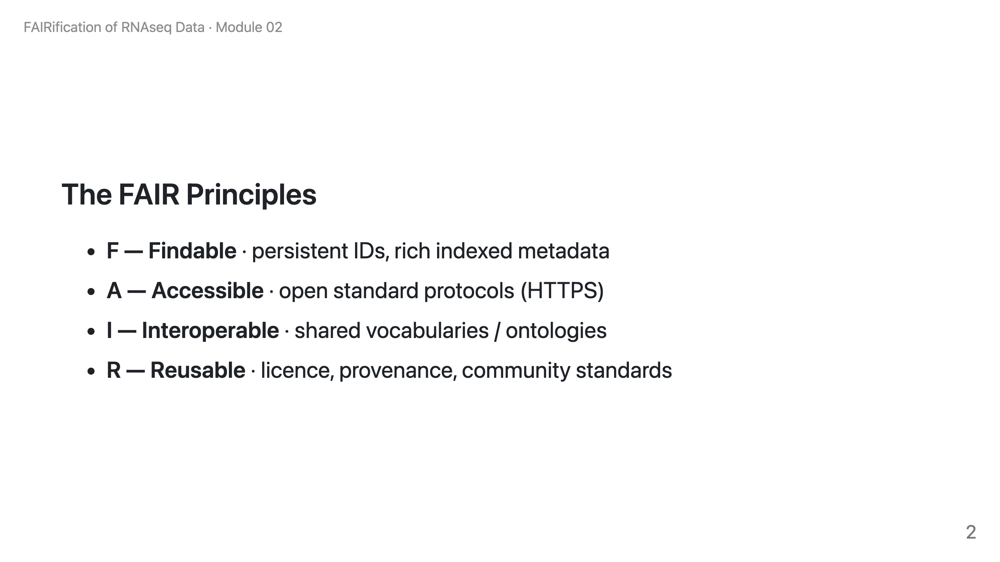 FAIRification of RNAseq Data · Module 02
The FAIR Principles
• F — Findable · persistent IDs, rich indexed metadata
• A — Accessible · open standard protocols (HTTPS)
• I — Interoperable · shared vocabularies / ontologies
• R — Reusable · licence, provenance, community standards
2